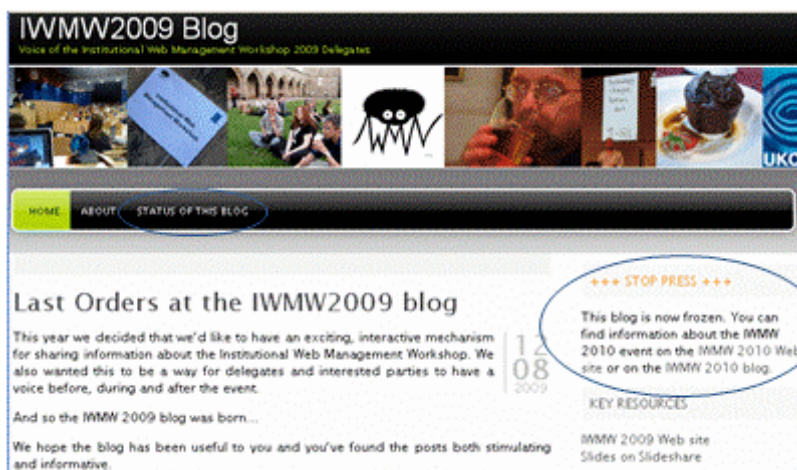 IWMW2009 Blog
Voice of the Institutional Web Management Workshop 2009 Delegates
UKO
HOME ABOUT STATUS OF THIS BLOG
Last Orders at the IWMW2009 blog
This year we decided that we'd like to have an exciting, interactive mechanism
for sharing information about the Institutional Web Management Workshop. We
also wanted this to be a way for delegates and interested parties to have a
voice before, during and after the event.
And so the IWMW 2009 blog was born...
We hope the blog has been useful to you and you've found the posts both stimulating
and informative.
12
08
2009
+++ STOP PRESS +++
This blog is now frozen. You can
find information about the IWMW
2010 event on the IWMW 2010 Web
site or on the IWMW 2010 blog.
KEY RESOURCES
IWMW 2009 Web site
Slides on Slideshare